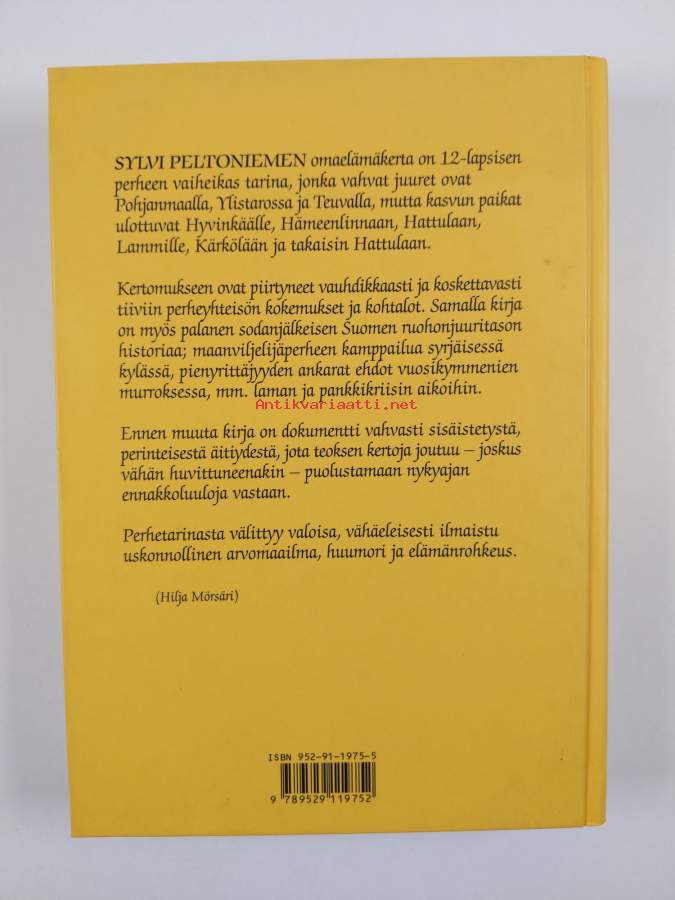 SYLVI PELTONIEMEN omaelämäkerta on 12-lapsisen
perheen vaiheikas tarina, jonka vahvat juuret ovat
Pohjanmaalla, Ylistarossa ja Teuvalla, mutta kasvun paikat
ulottuvat Hyvinkäälle, Hämeenlinnaan, Hattulaan,
Lammille, Kärkölään ja takaisin Hattulaan.
Kertomukseen ovat piirtyneet vauhdikkaasti ja koskettavasti
tiiviin perheyhteisön kokemukset ja kohtalot. Samalla kirja
on myös palanen sodanjälkeisen Suomen ruohonjuuritason
historiaa; maanviljelijäperheen kamppailua syrjäisessä
kylässä, pienyrittäjyyden ankarat ehdot vuosikymmenien
murroksessa, mm. laman ja pankkikriisin aikoihin.
Antikvariaatti.net
Ennen muuta kirja on dokumentti vahvasti sisäistetystä,
perinteisestä äitiydestä, jota teoksen kertoja joutuu – joskus
vähän huvittuneenakin – puolustamaan nykyajan
ennakkoluuloja vastaan.
Perhetarinasta välittyy valoisa, vähäeleisesti ilmaistu
uskonnollinen arvomaailma, huumori ja elämänrohkeus.
(Hilja Mörsäri)
ISBN 952-91-1975-5
9 789529 119752